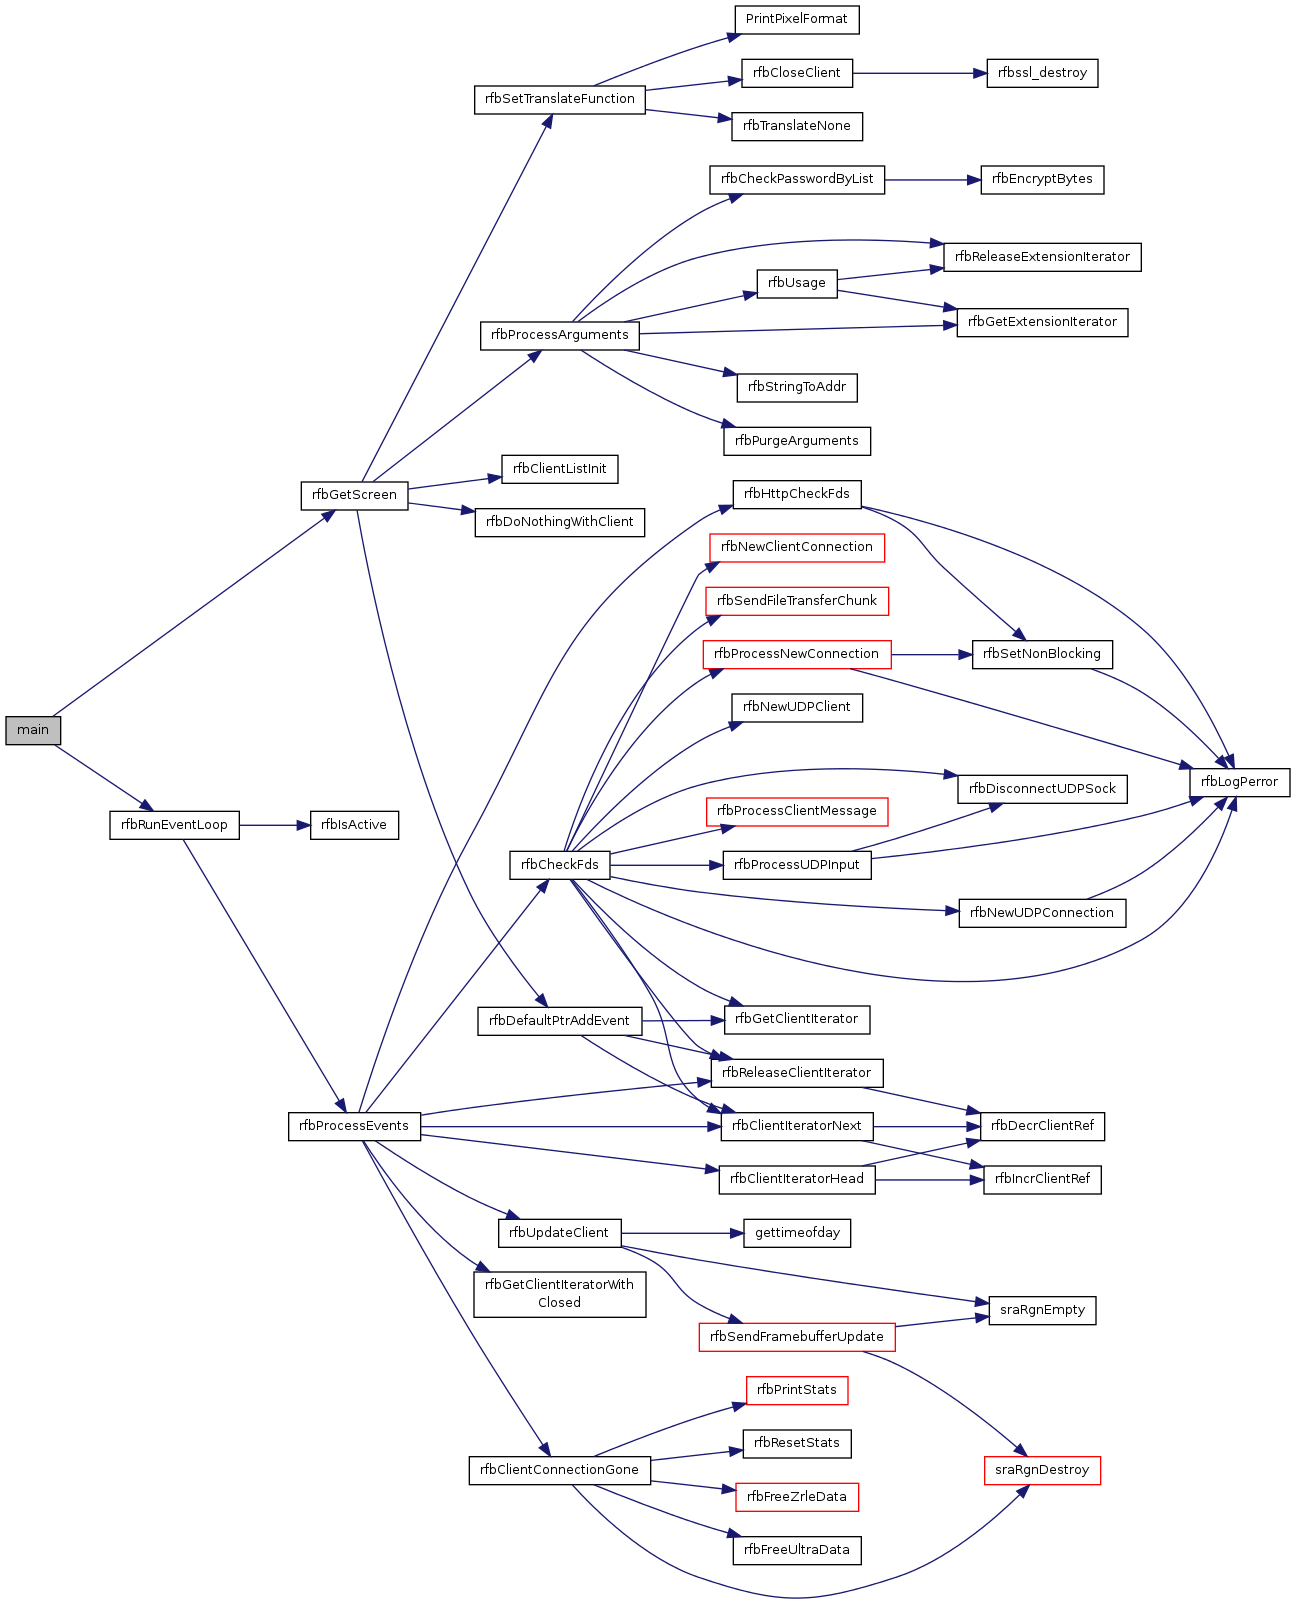 PrintPixelFormat
rfbCloseClient
rfbssl_destroy
rfbSetTranslateFunction
rfbTranslateNone
rfbCheckPasswordByList
rfbEncryptBytes
rfbReleaseExtensionIterator
rfbUsage
rfbGetExtensionIterator
rfbProcessArguments
rfbStringToAddr
rfbPurgeArguments
rfbClientListInit
rfbGetScreen
rfbHttpCheckFds
rfbDoNothingWithClient
rfbNewClientConnection
rfbSendFileTransferChunk
rfbProcessNewConnection
rfbSetNonBlocking
rfbNewUDPClient
main
rfbLogPerror
rfbDisconnectUDPSock
rfbProcessClientMessage
rfbRunEventLoop
rfbIsActive
rfbCheckFds
rfbProcessUDPInput
rfbNewUDPConnection
rfbDefaultPtrAddEvent
rfbGetClientIterator
rfbReleaseClientIterator
rfbProcessEvents
rfbClientIteratorNext
rfbDecrClientRef
rfbClientIteratorHead
rfbIncrClientRef
rfbUpdateClient
gettimeofday
rfbGetClientIteratorWith
Closed
sraRgnEmpty
rfbSendFramebufferUpdate
rfbPrintStats
rfbResetStats
rfbClientConnectionGone
sraRgnDestroy
rfbFreeZrleData
rfbFreeUltraData